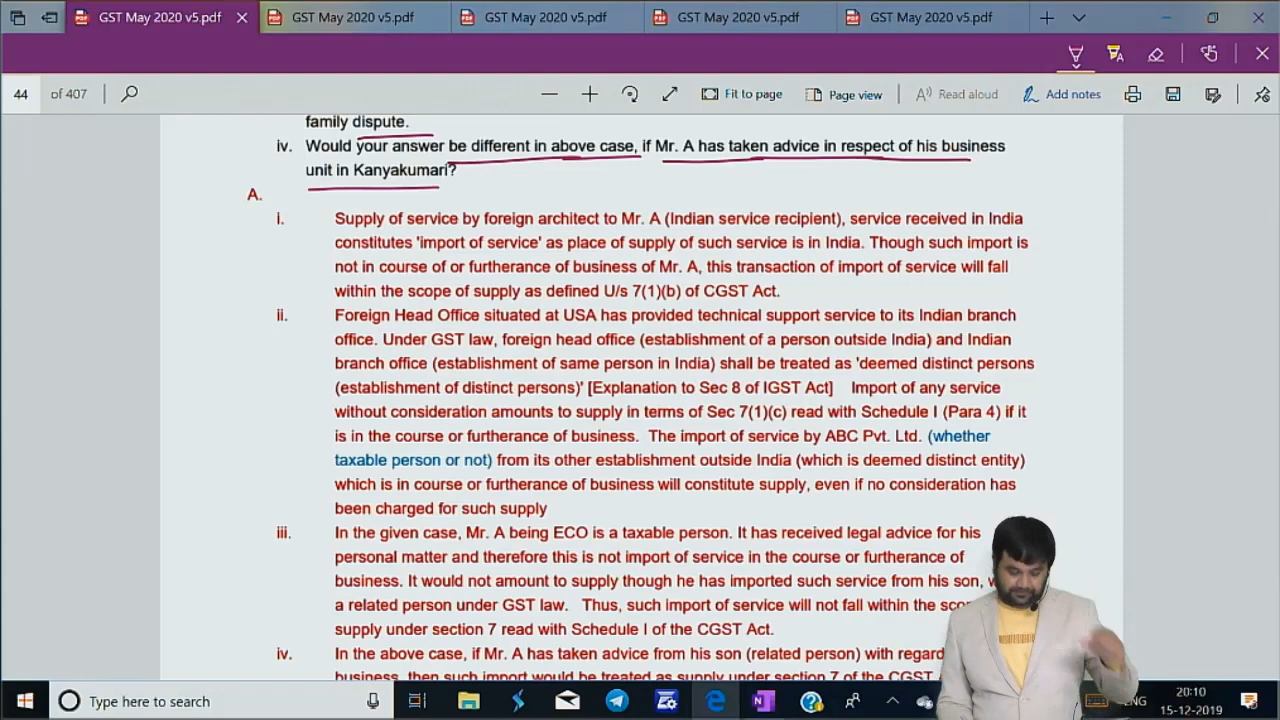 GST May 2020 v5.pdf
GST May 2020 v5.pdf
GST May 2020 v5.pdf
GST May 2020 v5.pdf
GST May 2020 v5.pdf
44 of 407
Fit to page
Page view
Read aloud
Add notes
family dispute.
iv. Would your answer be different in above case, if Mr. A has taken advice in respect of his business
unit in Kanyakumari?
A.
i. Supply of service by foreign architect to Mr. A (Indian service recipient), service received in India
constitutes 'import of service' as place of supply of such service is in India. Though such import is
not in course of or furtherance of business of Mr. A, this transaction of import of service will fall
within the scope of supply as defined U/s 7(1)(b) of CGST Act.
ii. Foreign Head Office situated at USA has provided technical support service to its Indian branch
office. Under GST law, foreign head office (establishment of a person outside India) and Indian
branch office (establishment of same person in India) shall be treated as 'deemed distinct persons
(establishment of distinct persons)' [Explanation to Sec 8 of IGST Act] Import of any service
without consideration amounts to supply in terms of Sec 7(1)(c) read with Schedule I (Para 4) if it
is in the course or furtherance of business. The import of service by ABC Pvt. Ltd. (whether
taxable person or not) from its other establishment outside India (which is deemed distinct entity)
which is in course or furtherance of business will constitute supply, even if no consideration has
been charged for such supply
iii. In the given case, Mr. A being ECO is a taxable person. It has received legal advice for his
personal matter and therefore this is not import of service in the course or furtherance of
business. It would not amount to supply though he has imported such service from his son,
a related person under GST law. Thus, such import of service will not fall within the
supply under section 7 read with Schedule I of the CGST Act.
iv. In the above case, if Mr. A has taken advice from his son (related person) with
business, then such import would be treated as supply under section 7 of the CGST
Type here to search
ENG
20:10
15-12-2019